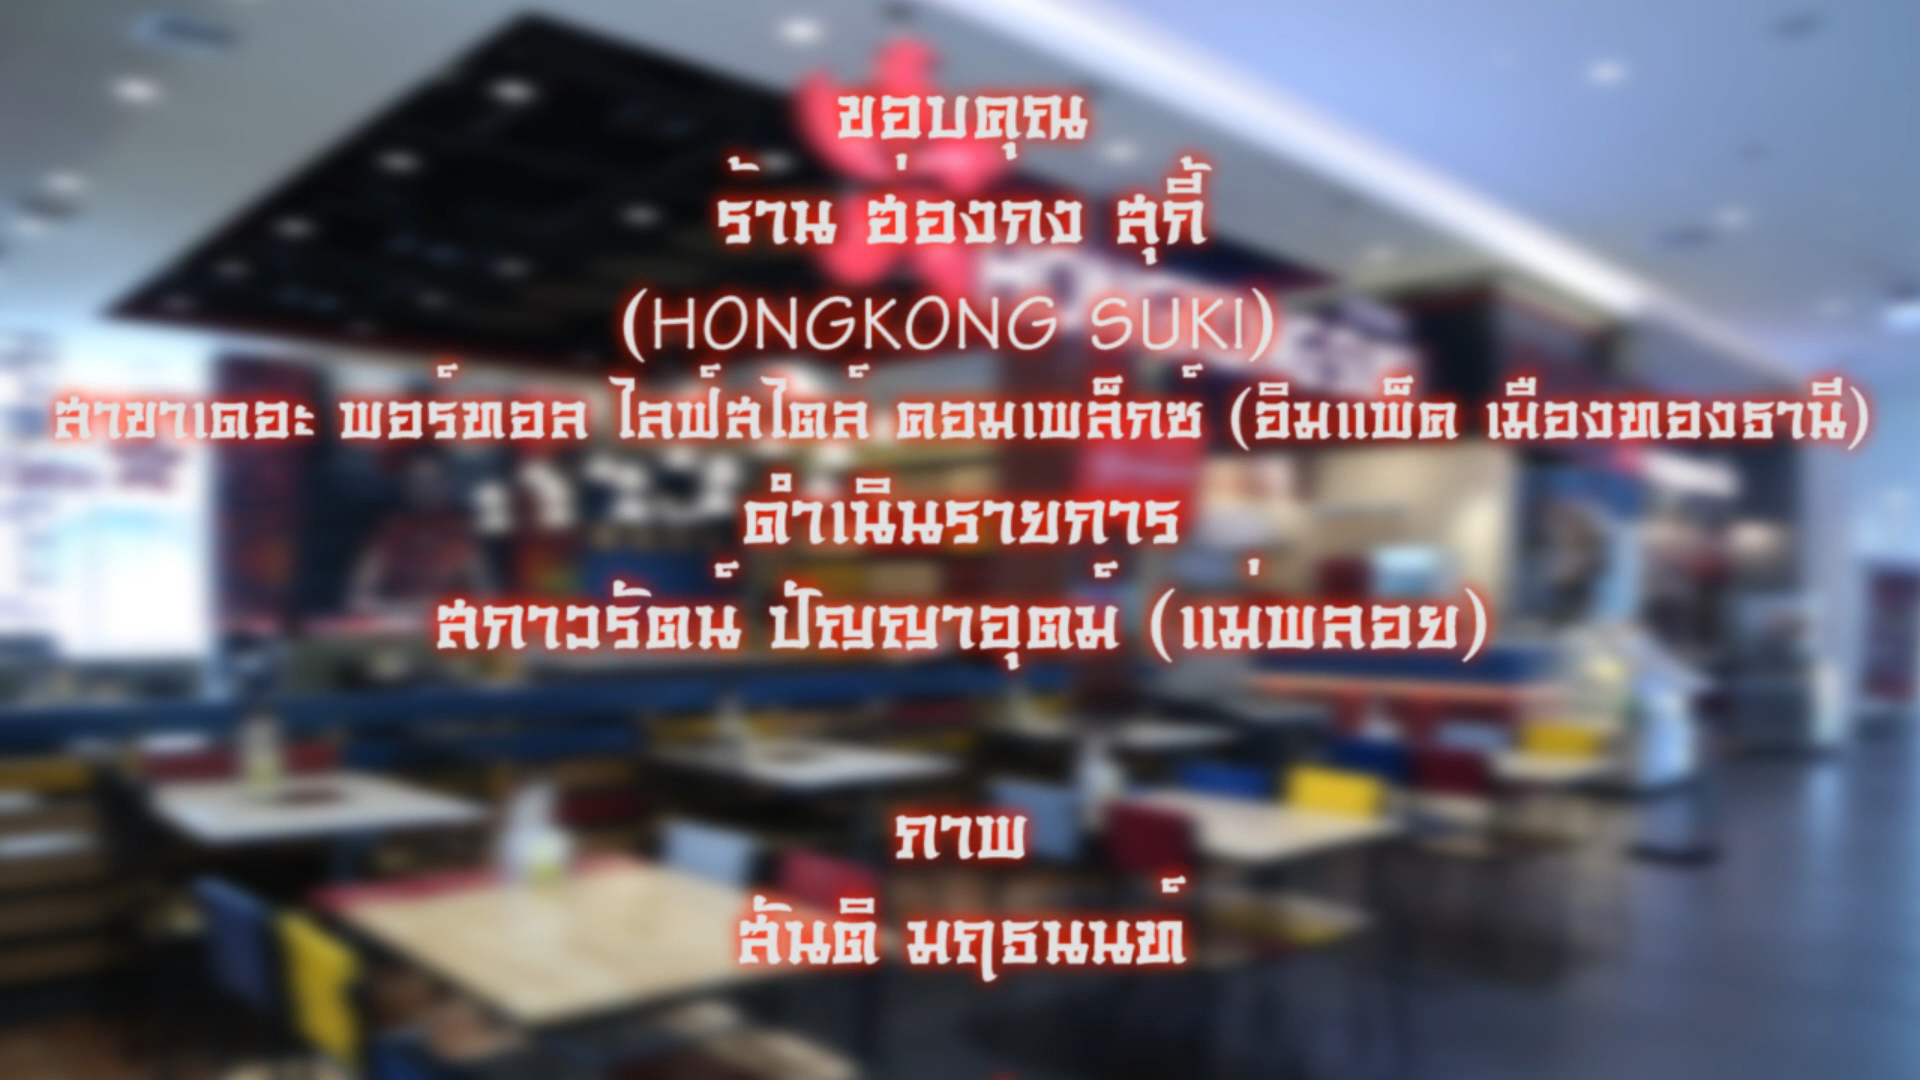 ขอบคุณ
ร้าน ฮ่องกง สุกี้
(HONGKONG SUKI)
สาขาเดอะ พอร์ทอล ไลฟ์สไตล์ คอมเพล็กซ์ (อิมแพ็ค เมืองทองธานี)
ดำเนินรายการ
สภาวรัตน์ ปัญญาอุตม์ (แม่พลอย)
ภาพ
สันติ มฤธนนท์